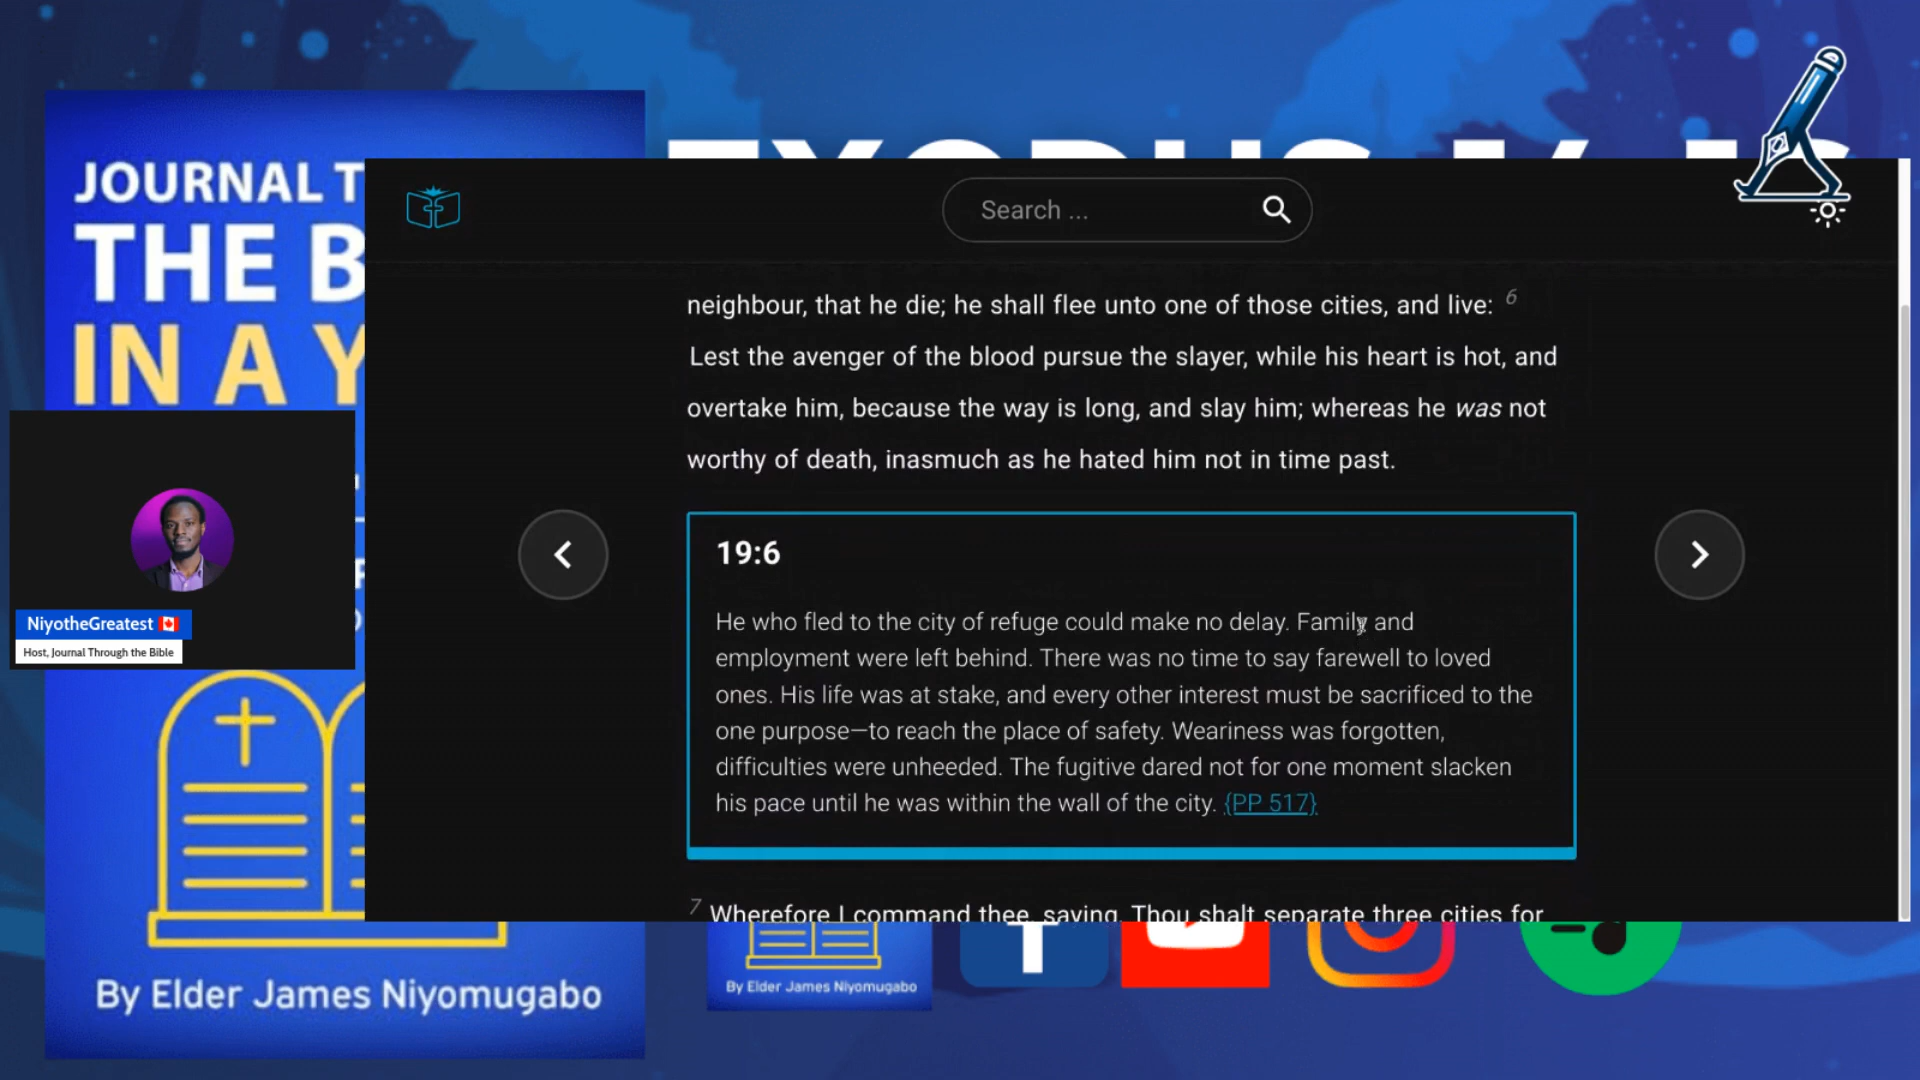 JOURNAL T
THE B
IN A Y
NiyotheGreatest
Host, Journal Through the Bible
By Elder James Niyomugabo
Search ...
neighbour, that he die; he shall flee unto one of those cities, and live: 6
Lest the avenger of the blood pursue the slayer, while his heart is hot, and
overtake him, because the way is long, and slay him; whereas he was not
worthy of death, inasmuch as he hated him not in time past.
19:6
He who fled to the city of refuge could make no delay. Family and
employment were left behind. There was no time to say farewell to loved
ones. His life was at stake, and every other interest must be sacrificed to the
one purpose—to reach the place of safety. Weariness was forgotten,
difficulties were unheeded. The fugitive dared not for one moment slacken
his pace until he was within the wall of the city. {PP 517}
7 Wherefore I command thee, saying, Thou shalt separate three cities for
By Elder James Niyomugabo